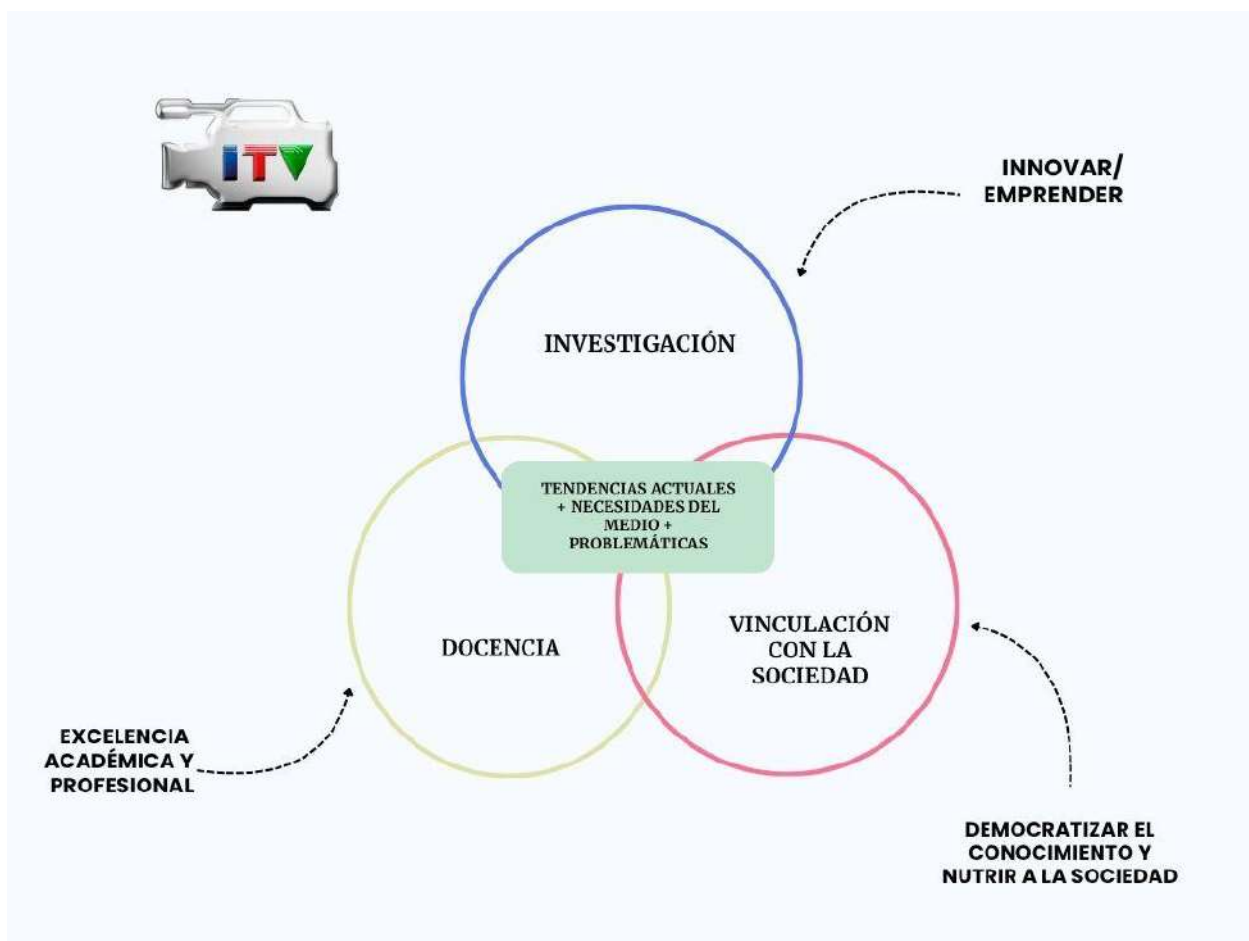 ITV
INNOVAR/
EMPRENDER
INVESTIGACIÓN
TENDENCIAS ACTUALES
+ NECESIDADES DEL
MEDIO +
PROBLEMÁTICAS
DOCENCIA
VINCULACIÓN
CON LA
SOCIEDAD
EXCELENCIA
ACADÉMICA Y
PROFESIONAL
DEMOCRATIZAR EL
CONOCIMIENTO Y
NUTRIR A LA SOCIEDAD